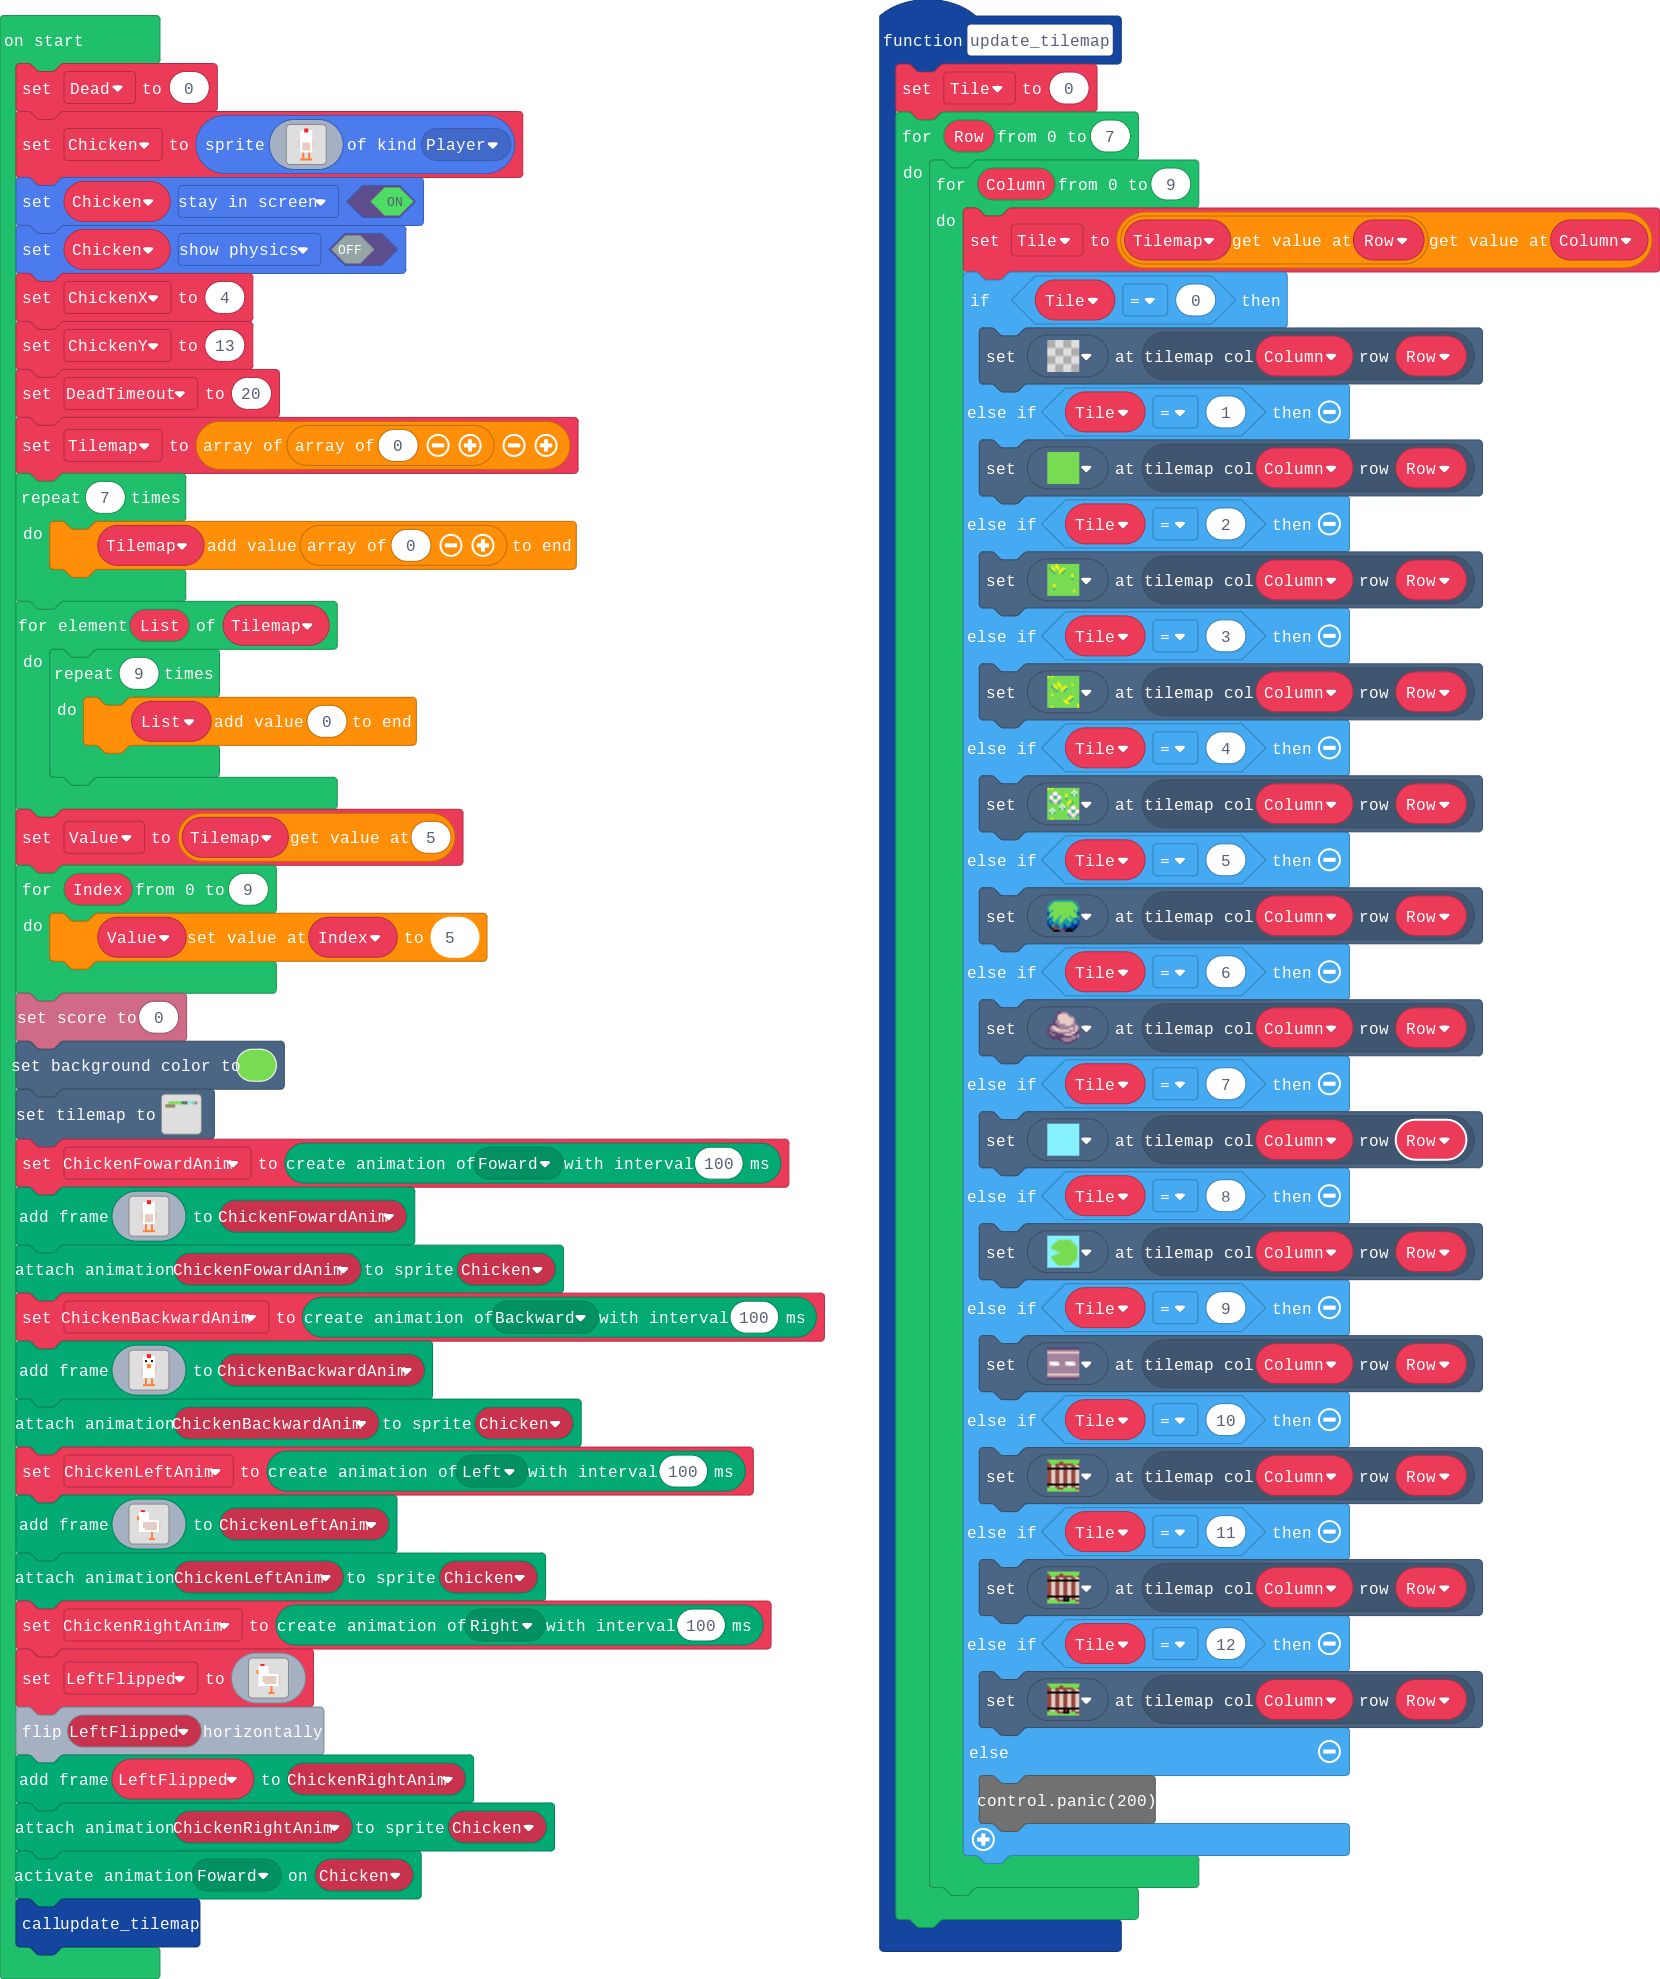 on start
set Dead to 0
set Chicken to sprite of kind Player
set Chicken stay in screen ON
set Chicken show physics OFF
set ChickenX to 4
set ChickenY to 13
set DeadTimeout to 20
set Tilemap to array of array of 0
repeat 7 times
do Tilemap add value array of 0 to end
for element List of Tilemap
do repeat 9 times
do List add value 0 to end
set Value to Tilemap get value at 5
for Index from 0 to 9
do Value set value at Index to 5
set score to 0
set background color to
set tilemap to
set ChickenFowardAnim to create animation of Foward with interval 100 ms
add frame to ChickenFowardAnim
attach animation ChickenFowardAnim to sprite Chicken
set ChickenBackwardAnim to create animation of Backward with interval 100 ms
add frame to ChickenBackwardAnim
attach animation ChickenBackwardAnim to sprite Chicken
set ChickenLeftAnim to create animation of Left with interval 100 ms
add frame to ChickenLeftAnim
attach animation ChickenLeftAnim to sprite Chicken
set ChickenRightAnim to create animation of Right with interval 100 ms
set LeftFlipped to
flip LeftFlipped horizontally
add frame LeftFlipped to ChickenRightAnim
attach animation ChickenRightAnim to sprite Chicken
activate animation Foward on Chicken
call update_tilemap
function update_tilemap
set Tile to 0
for Row from 0 to 7
do for Column from 0 to 9
do set Tile to Tilemap get value at Row get value at Column
if Tile = 0 then
set at tilemap col Column row Row
else if Tile = 1 then
set at tilemap col Column row Row
else if Tile = 2 then
set at tilemap col Column row Row
else if Tile = 3 then
set at tilemap col Column row Row
else if Tile = 4 then
set at tilemap col Column row Row
else if Tile = 5 then
set at tilemap col Column row Row
else if Tile = 6 then
set at tilemap col Column row Row
else if Tile = 7 then
set at tilemap col Column row Row
else if Tile = 8 then
set at tilemap col Column row Row
else if Tile = 9 then
set at tilemap col Column row Row
else if Tile = 10 then
set at tilemap col Column row Row
else if Tile = 11 then
set at tilemap col Column row Row
else if Tile = 12 then
set at tilemap col Column row Row
else
control.panic(200)